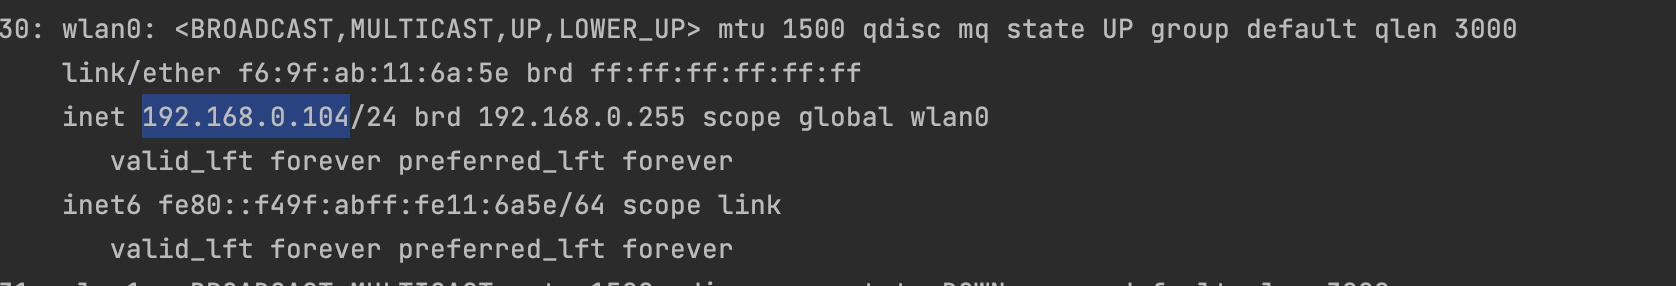 30: wlan0: <BROADCAST,MULTICAST,UP,LOWER_UP> mtu 1500 qdisc mq state UP group default qlen 3000
link/ether f6:9f:ab:11:6a:5e brd ff:ff:ff:ff:ff:ff
inet 192.168.0.104/24 brd 192.168.0.255 scope global wlan0
valid_lft forever preferred_lft forever
inet6 fe80::f49f:abff:fe11:6a5e/64 scope link
valid_lft forever preferred_lft forever